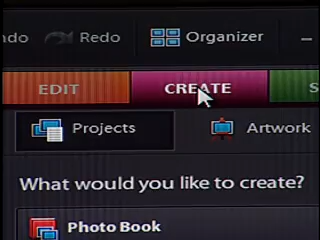 ndo Redo Organizer
EDIT CREATE S
Projects Artwork
What would you like to create?
Photo Book